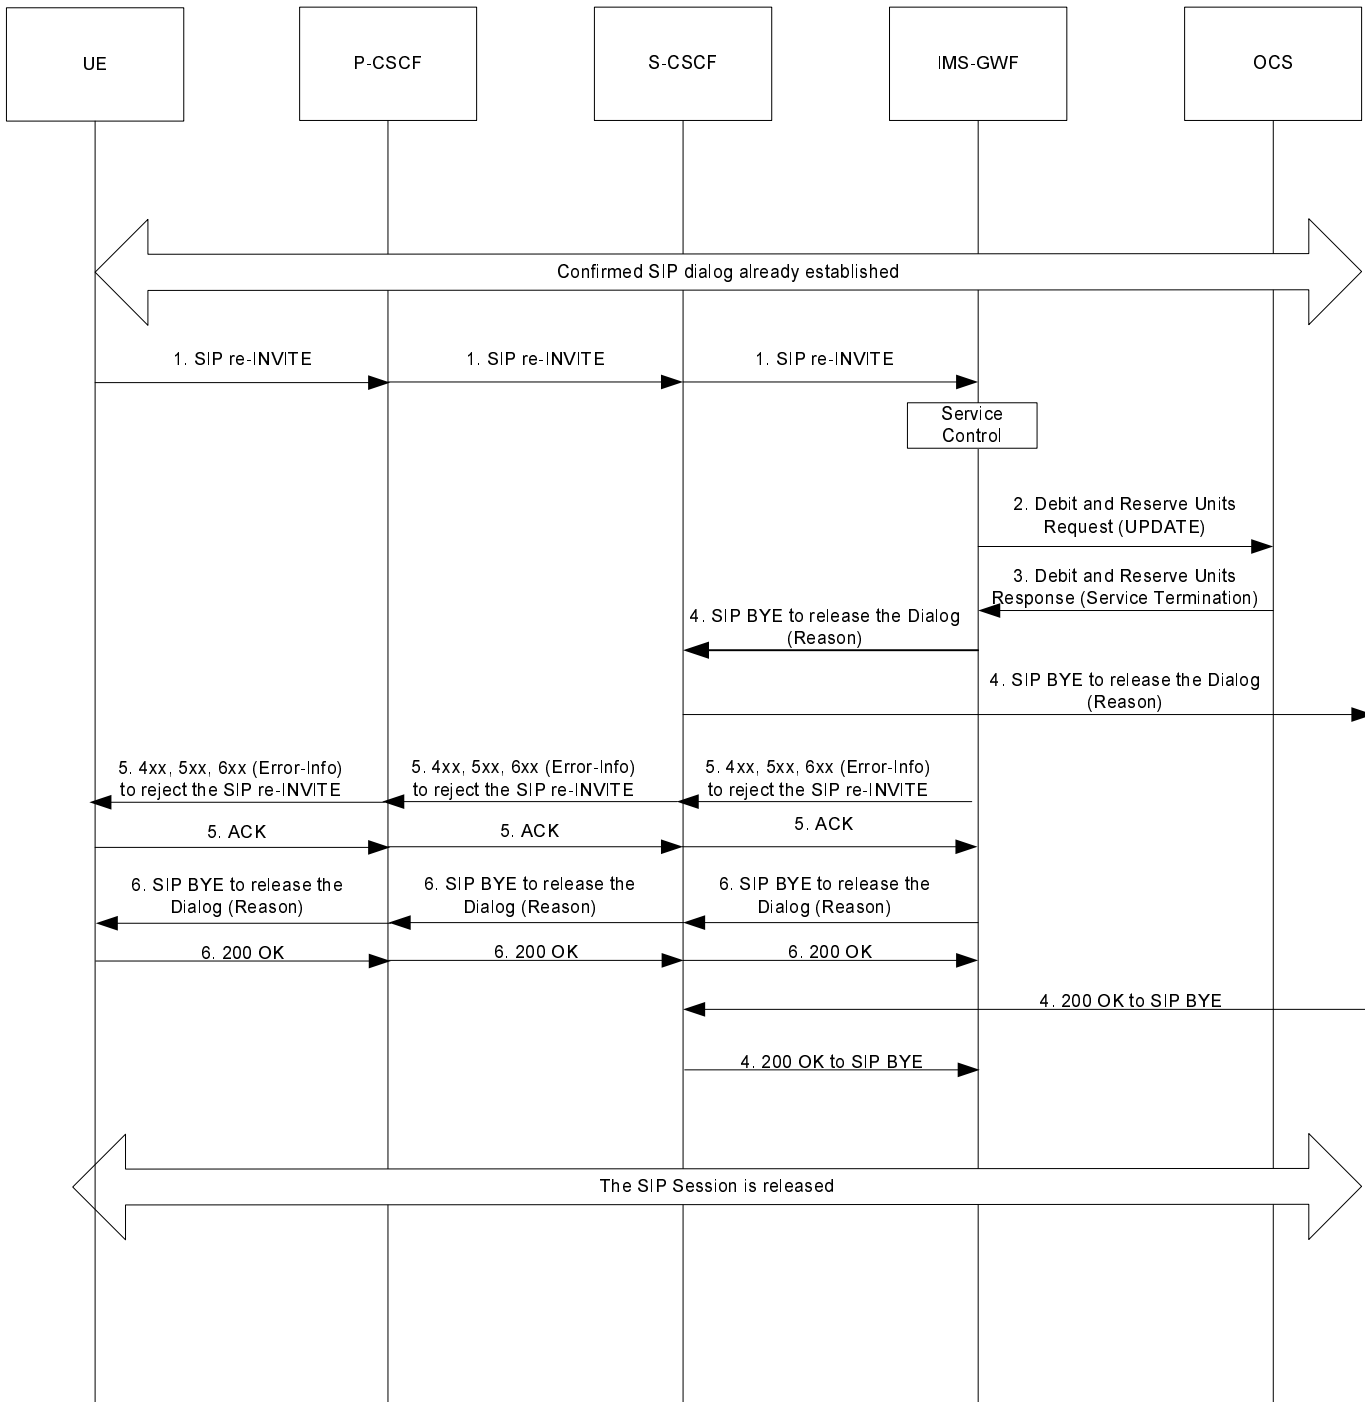 UE
P-CSCF
S-CSCF
IMS-GWF
OCS
Confirmed SIP dialog already established
1. SIP re-INVITE
1. SIP re-INVITE
1. SIP re-INVITE
Service
Control
2. Debit and Reserve Units
Request (UPDATE)
3. Debit and Reserve Units
Response (Service Termination)
4. SIP BYE to release the Dialog
(Reason)
4. SIP BYE to release the Dialog
(Reason)
5. 4xx, 5xx, 6xx (Error-Info)
to reject the SIP re-INVITE
5. 4xx, 5xx, 6xx (Error-Info)
to reject the SIP re-INVITE
5. 4xx, 5xx, 6xx (Error-Info)
to reject the SIP re-INVITE
5. ACK
5. ACK
5. ACK
6. SIP BYE to release the
Dialog (Reason)
6. SIP BYE to release the
Dialog (Reason)
6. SIP BYE to release the
Dialog (Reason)
6. 200 OK
6. 200 OK
6. 200 OK
4. 200 OK to SIP BYE
4. 200 OK to SIP BYE
The SIP Session is released